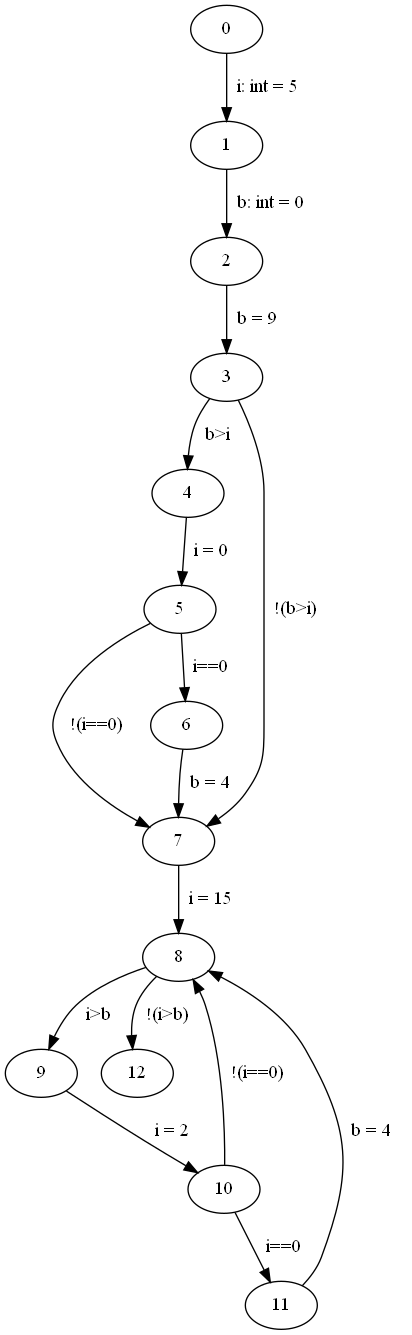 0
i: int = 5
1
b: int = 0
2
b = 9
3
b>i
4
i = 0
!(b>i)
5
i==0
!(i==0)
6
b = 4
7
i = 15
8
i>b
!(i>b)
9
12
!(i==0)
i = 2
b = 4
10
i==0
11